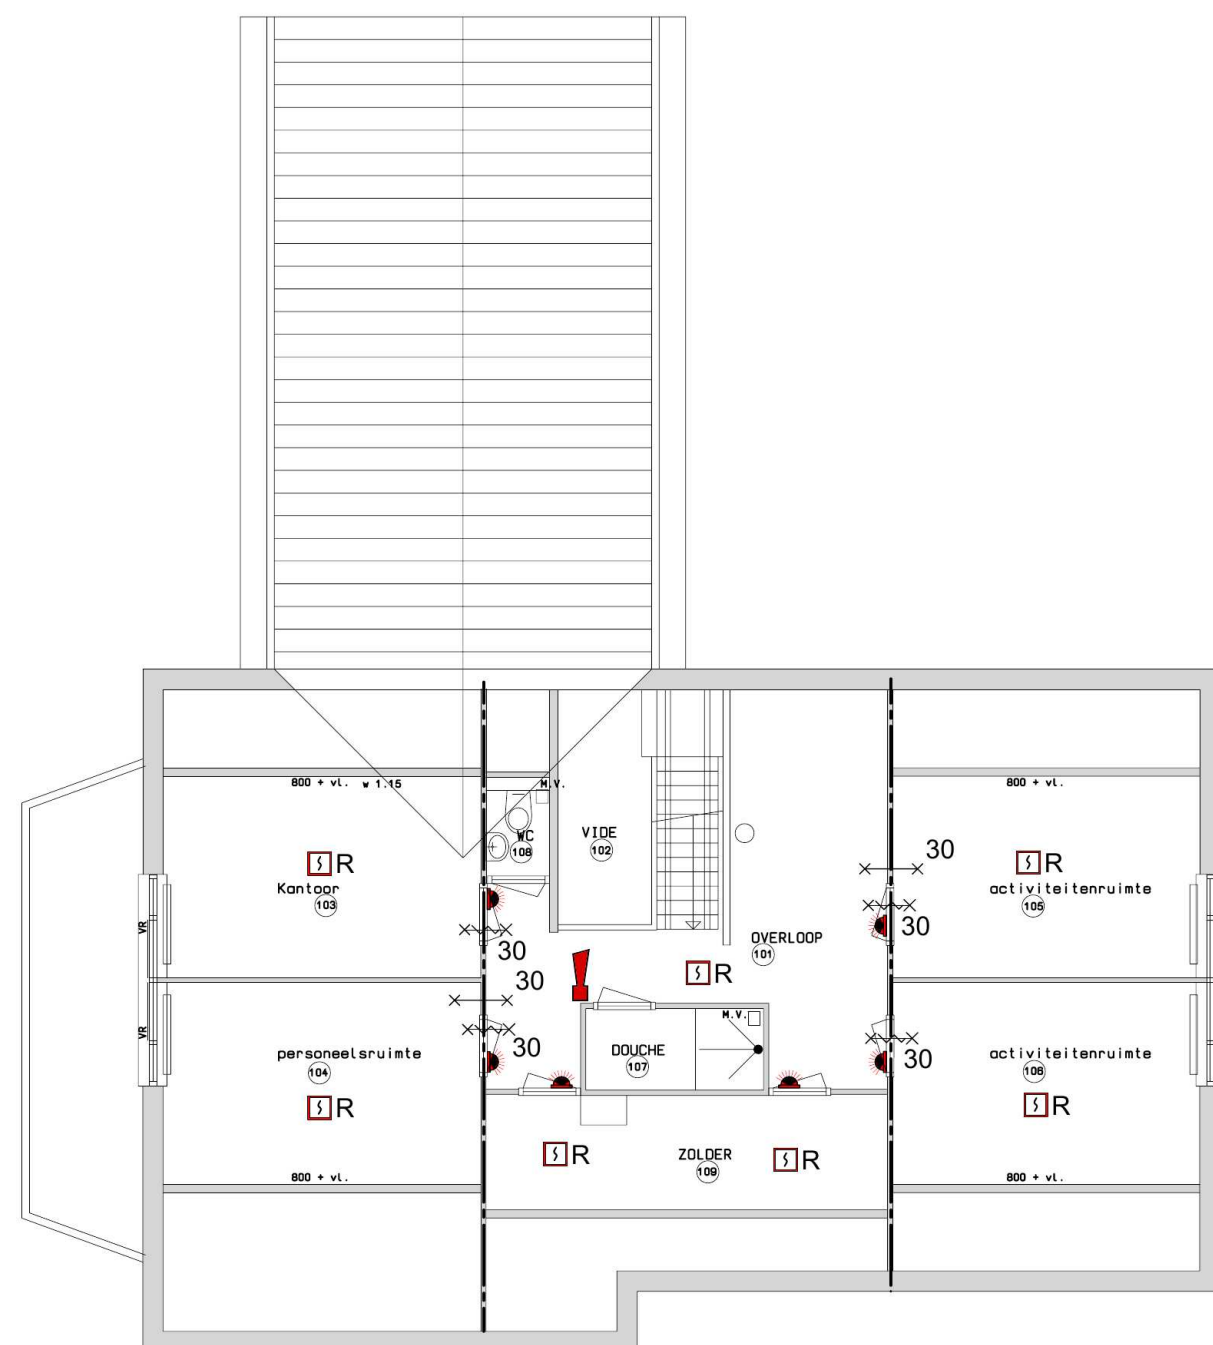 800 + vl. w 1.15
M.V.
800 + vl.
WC
108
VIDE
102
30
R
Kantoor
103
R
activiteitenruimte
105
VR
30
30
OVERLOOP
101
30
R
M.V.
VR
personeelsruimte
104
30
DOUCHE
107
30
activiteitenruimte
106
R
R
R
ZOLDER
109
R
800 + vl.
800 + vl.